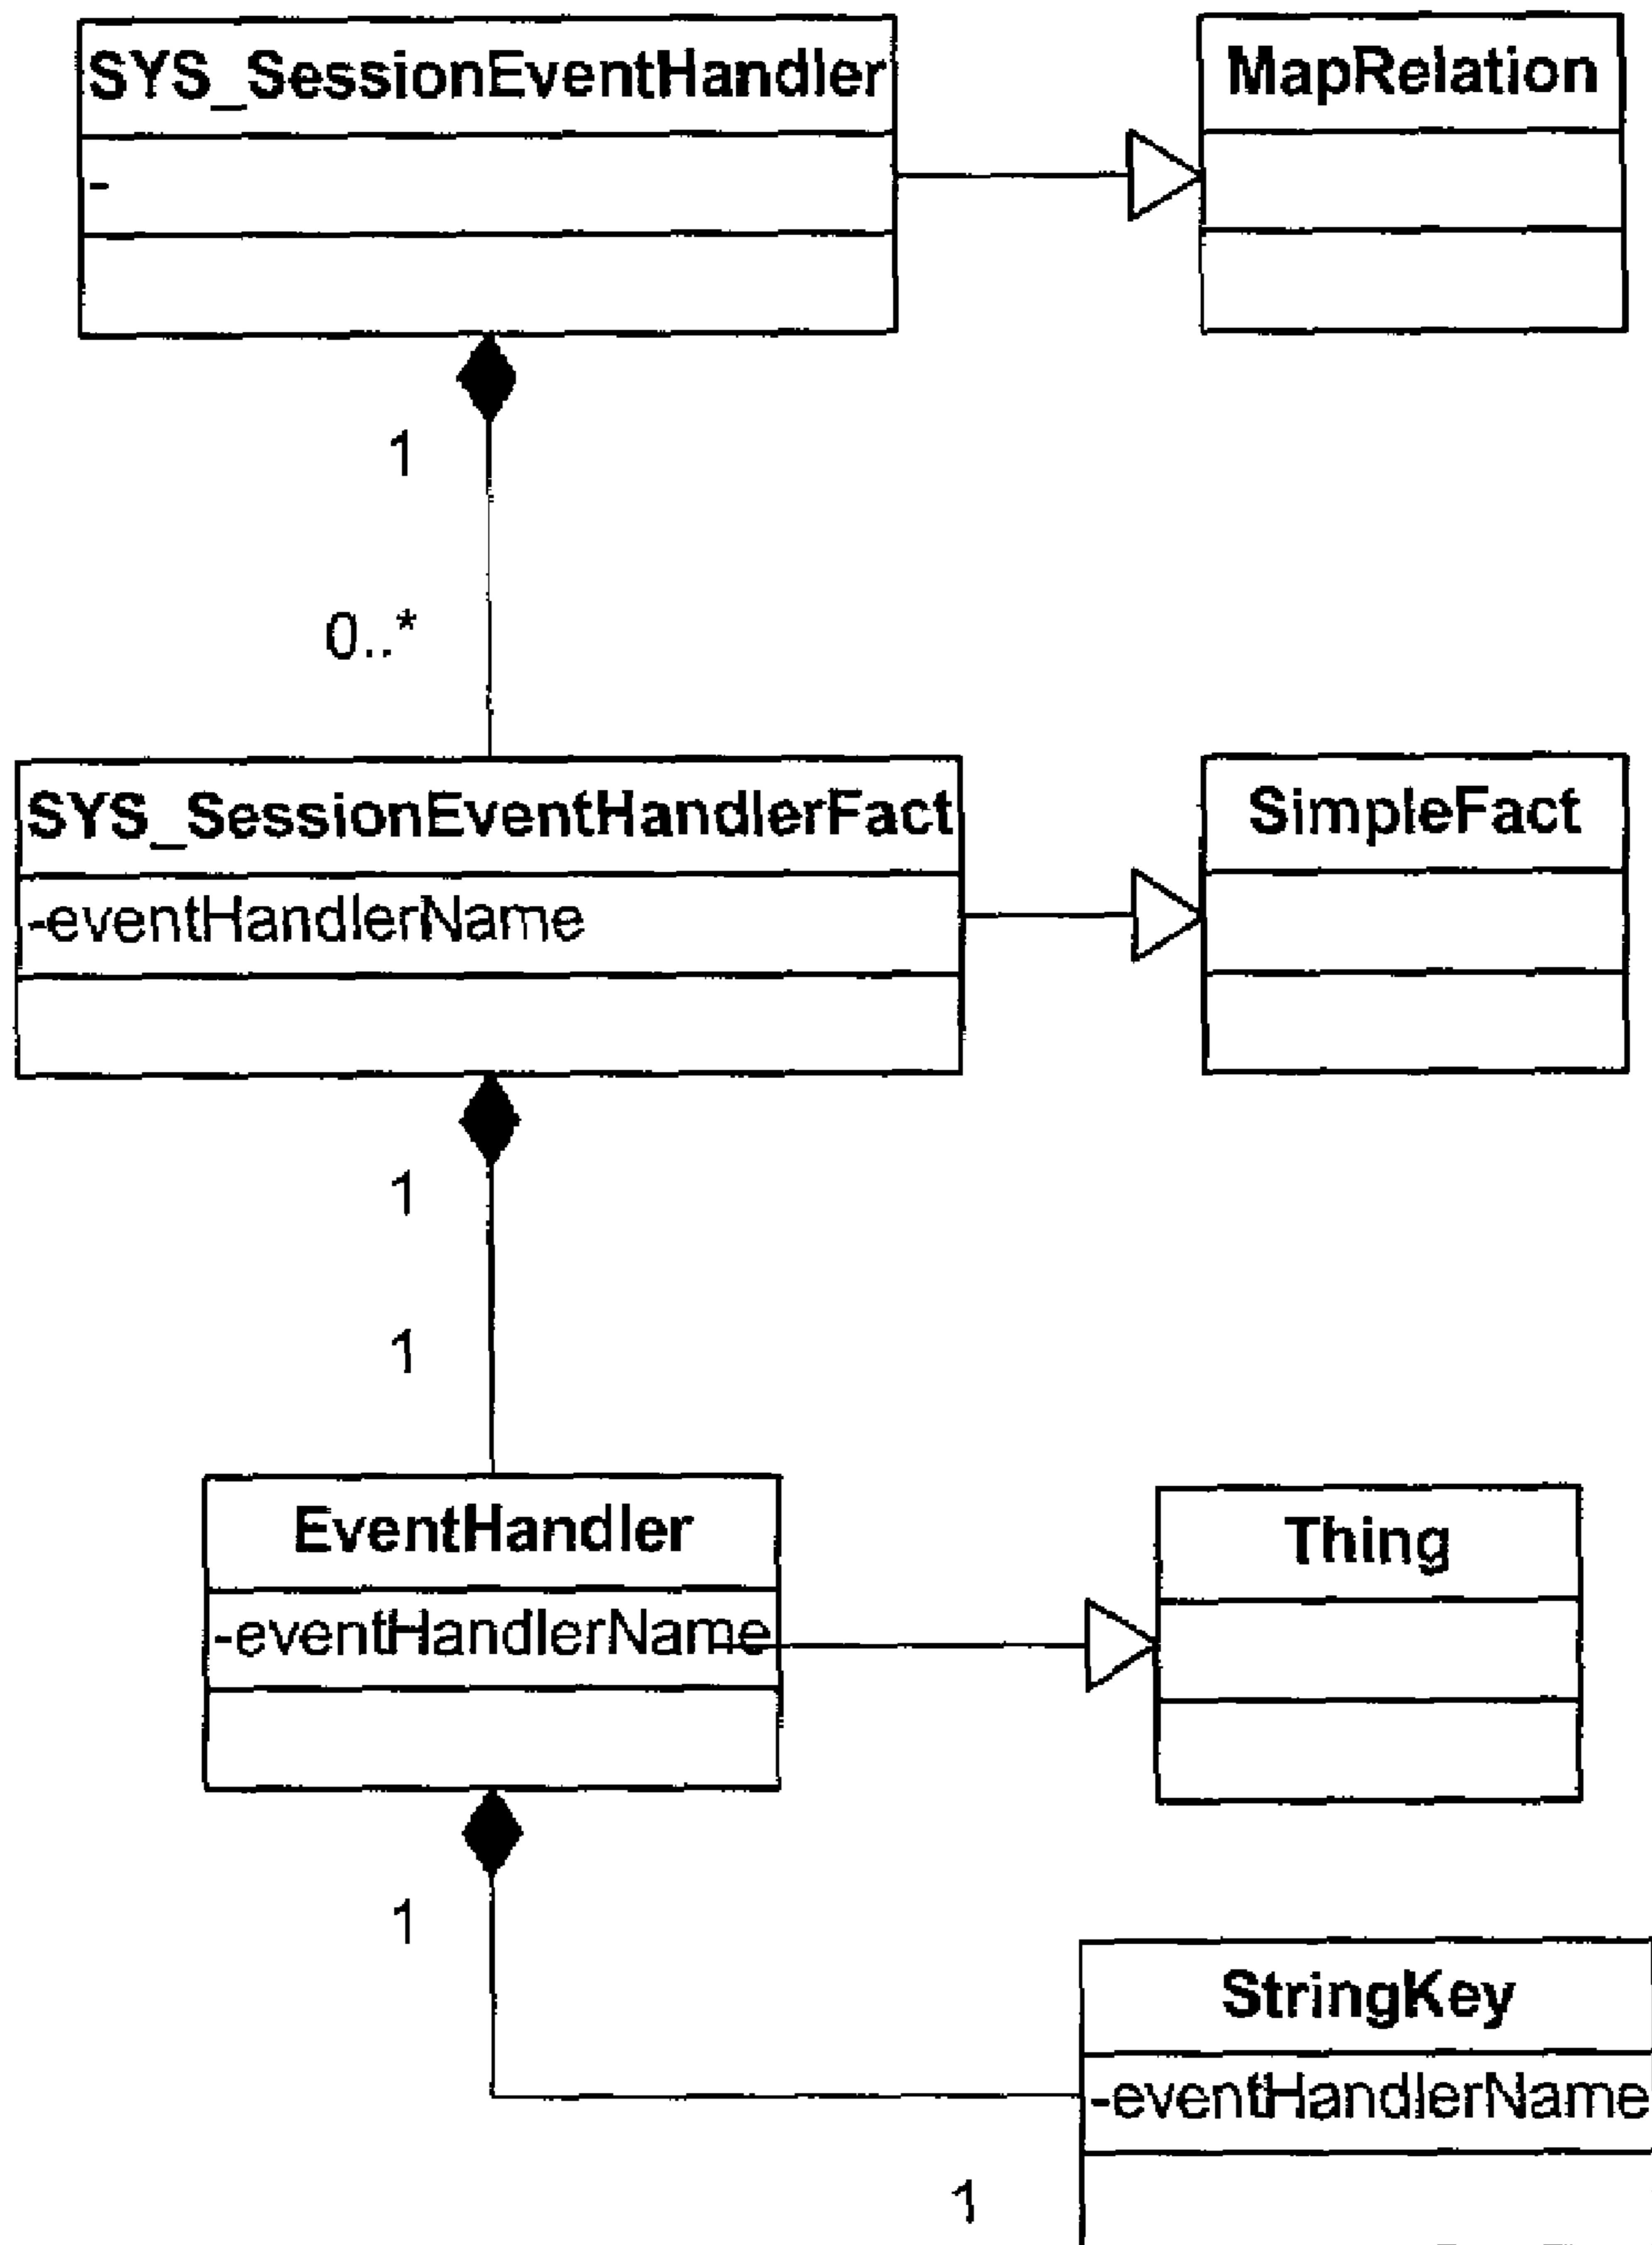 SYS_SessionEventHandler
-
MapRelation
1
0..*
SYS_SessionEventHandlerFact
-eventHandlerName
SimpleFact
1
1
EventHandler
-eventHandlerName
Thing
1
StringKey
-eventHandlerName
1